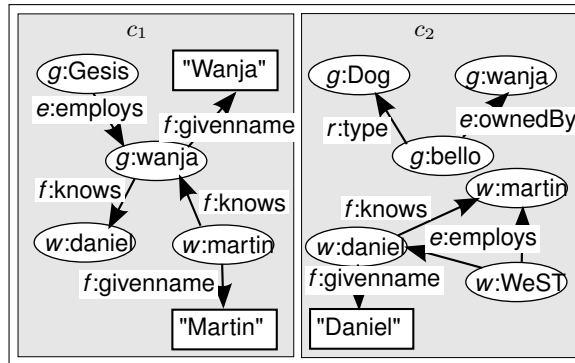 c1
g:Gesis
"Wanja"
e:employs
f:givenname
g:wanja
f:knows
f:knows
w:daniel
w:martin
f:givenname
"Martin"
c2
g:Dog
g:wanja
r:type
e:ownedBy
g:bello
w:martin
f:knows
e:employs
w:daniel
f:givenname
w:WeST
"Daniel"